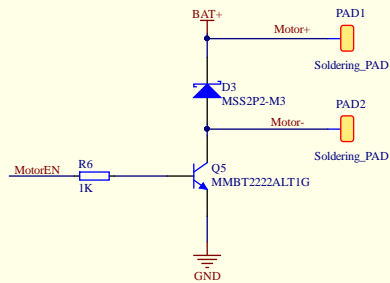 BAT+
PAD1
Motor+
Soldering_PAD
D3
MSS2P2-M3
PAD2
Motor-
Soldering_PAD
MotorEN
R6
1K
Q5
MMBT2222ALT1G
GND